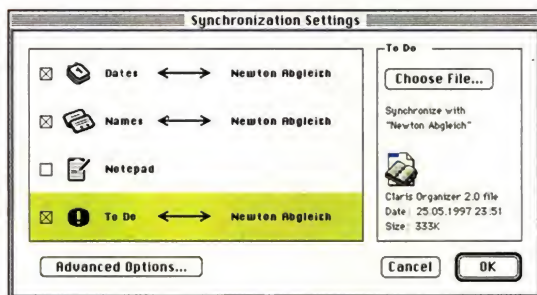 Synchronization Settings
Dates Newton Abgleich
Names Newton Abgleich
Notepad
To Do Newton Abgleich
Advanced Options...
To Do
Choose File...
Synchronize with
"Newton Abgleich"
Claris Organizer 2.0 file
Date: 25.05.1997 23:51
Size: 333K
Cancel
OK